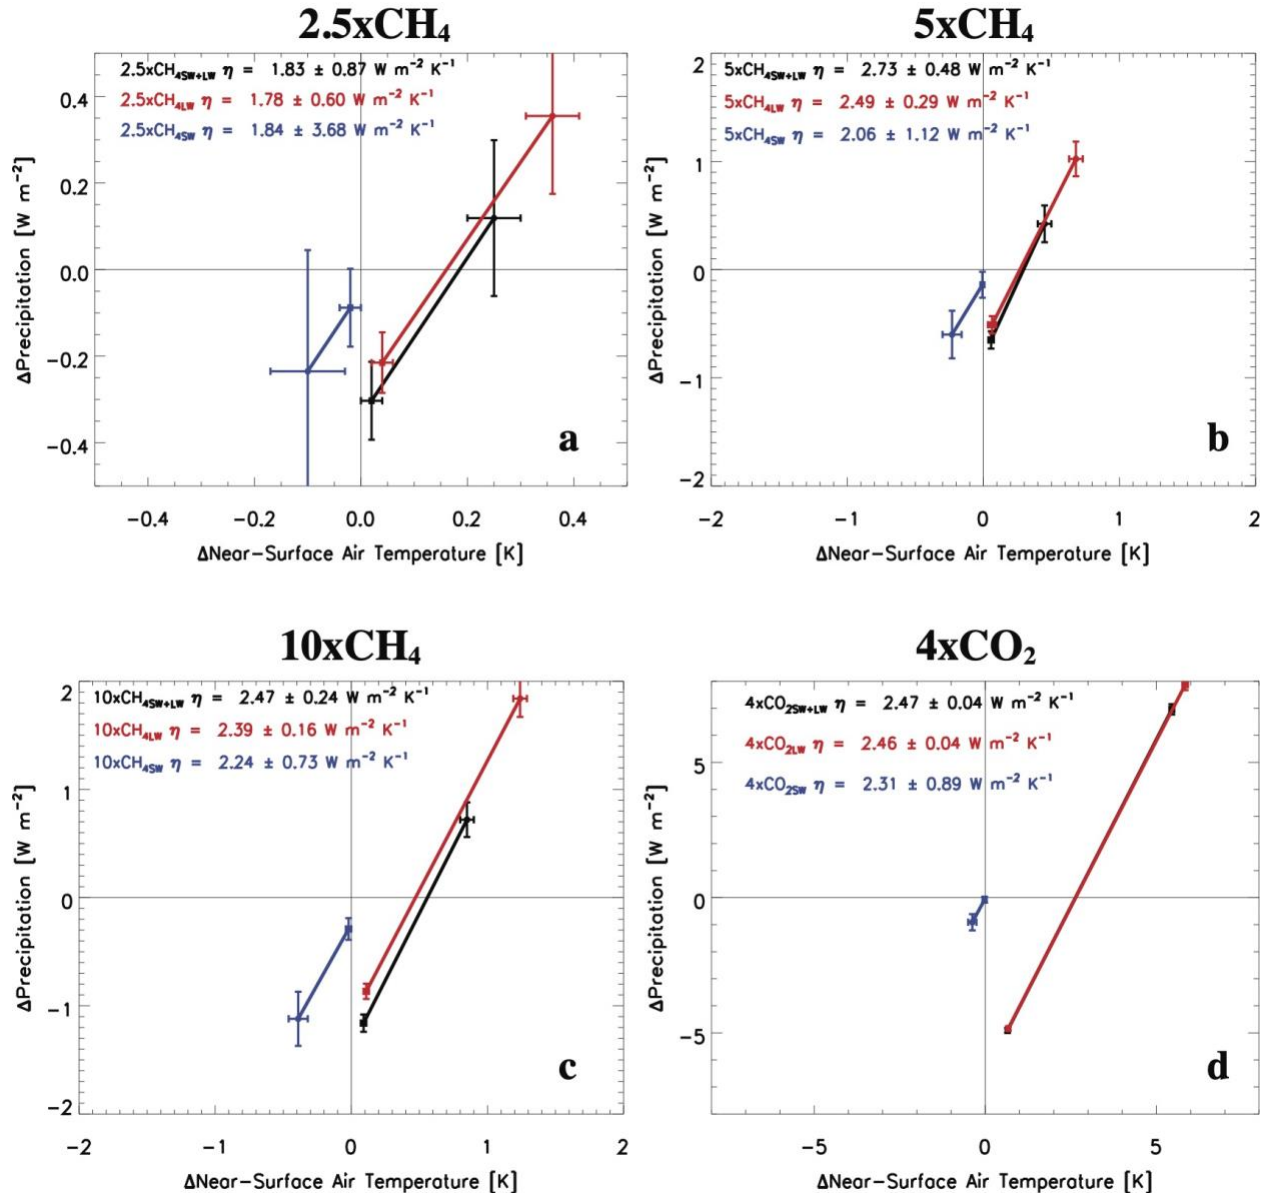 2.5xCH₄
2.5xCH₄SW+LW η = 1.83 ± 0.87 W m⁻² K⁻¹
2.5xCH₄LW η = 1.78 ± 0.60 W m⁻² K⁻¹
2.5xCH₄SW η = 1.84 ± 3.68 W m⁻² K⁻¹
0.4
0.2
0.0
−0.2
−0.4
ΔPrecipitation [W m⁻²]
a
−0.4 −0.2 0.0 0.2 0.4
ΔNear−Surface Air Temperature [K]
5xCH₄
5xCH₄SW+LW η = 2.73 ± 0.48 W m⁻² K⁻¹
5xCH₄LW η = 2.49 ± 0.29 W m⁻² K⁻¹
5xCH₄SW η = 2.06 ± 1.12 W m⁻² K⁻¹
2
1
0
−1
−2
ΔPrecipitation [W m⁻²]
b
−2 −1 0 1 2
ΔNear−Surface Air Temperature [K]
10xCH₄
10xCH₄SW+LW η = 2.47 ± 0.24 W m⁻² K⁻¹
10xCH₄LW η = 2.39 ± 0.16 W m⁻² K⁻¹
10xCH₄SW η = 2.24 ± 0.73 W m⁻² K⁻¹
2
1
0
−1
−2
ΔPrecipitation [W m⁻²]
c
−2 −1 0 1 2
ΔNear−Surface Air Temperature [K]
4xCO₂
4xCO₂SW+LW η = 2.47 ± 0.04 W m⁻² K⁻¹
4xCO₂LW η = 2.46 ± 0.04 W m⁻² K⁻¹
4xCO₂SW η = 2.31 ± 0.89 W m⁻² K⁻¹
5
0
−5
ΔPrecipitation [W m⁻²]
d
−5 0 5
ΔNear−Surface Air Temperature [K]